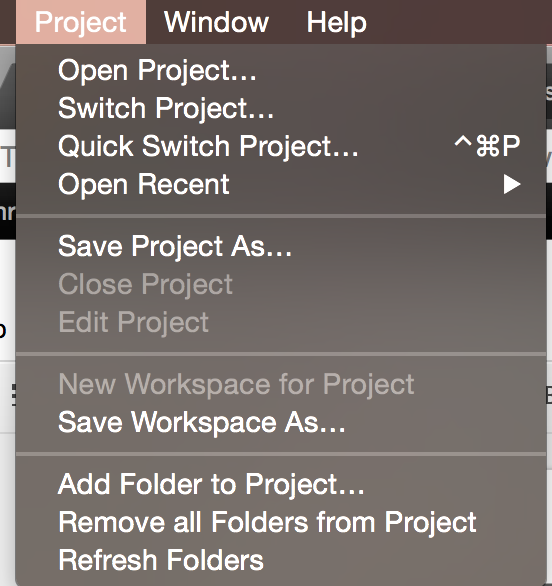 Project Window Help
Open Project...
Switch Project...
Quick Switch Project... ^⌘P
Open Recent ▶
Save Project As...
Close Project
Edit Project
New Workspace for Project
Save Workspace As...
Add Folder to Project...
Remove all Folders from Project
Refresh Folders